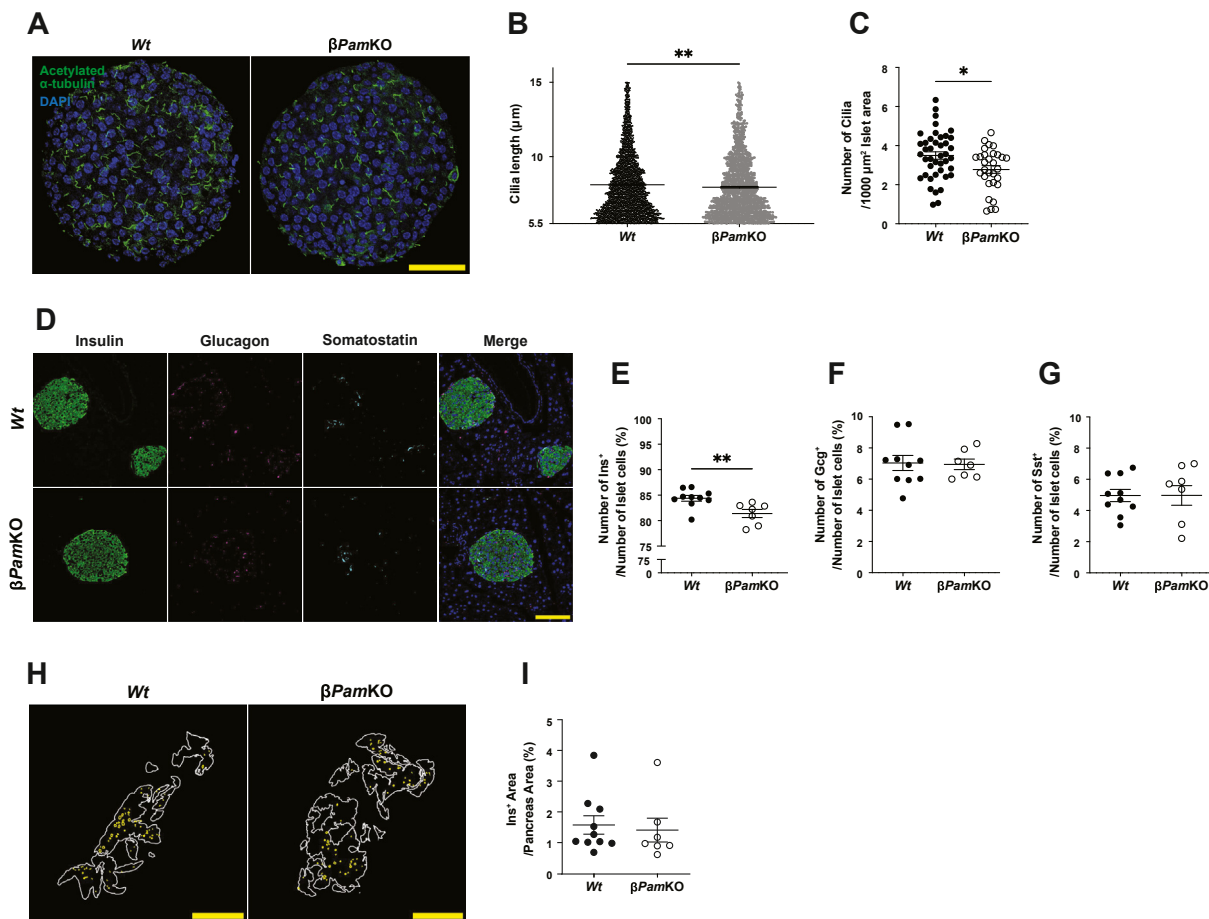 A
Wt
βPamKO
Acetylated
α-tubulin
DAPI
B
**
Cilia length (µm)
15
10
5.5
Wt
βPamKO
C
*
Number of Cilia
/1000 µm² Islet area
8
6
4
2
0
Wt
βPamKO
D
Insulin
Glucagon
Somatostatin
Merge
Wt
βPamKO
E
**
Number of Ins⁺
/Number of Islet cells (%)
100
95
90
85
80
75
75
0
Wt
βPamKO
F
Number of Gcg⁺
/Number of Islet cells (%)
10
8
6
4
2
0
Wt
βPamKO
G
Number of Sst⁺
/Number of Islet cells (%)
10
8
6
4
2
0
Wt
βPamKO
H
Wt
βPamKO
I
Ins⁺ Area
/Pancreas Area (%)
5
4
3
2
1
0
Wt
βPamKO